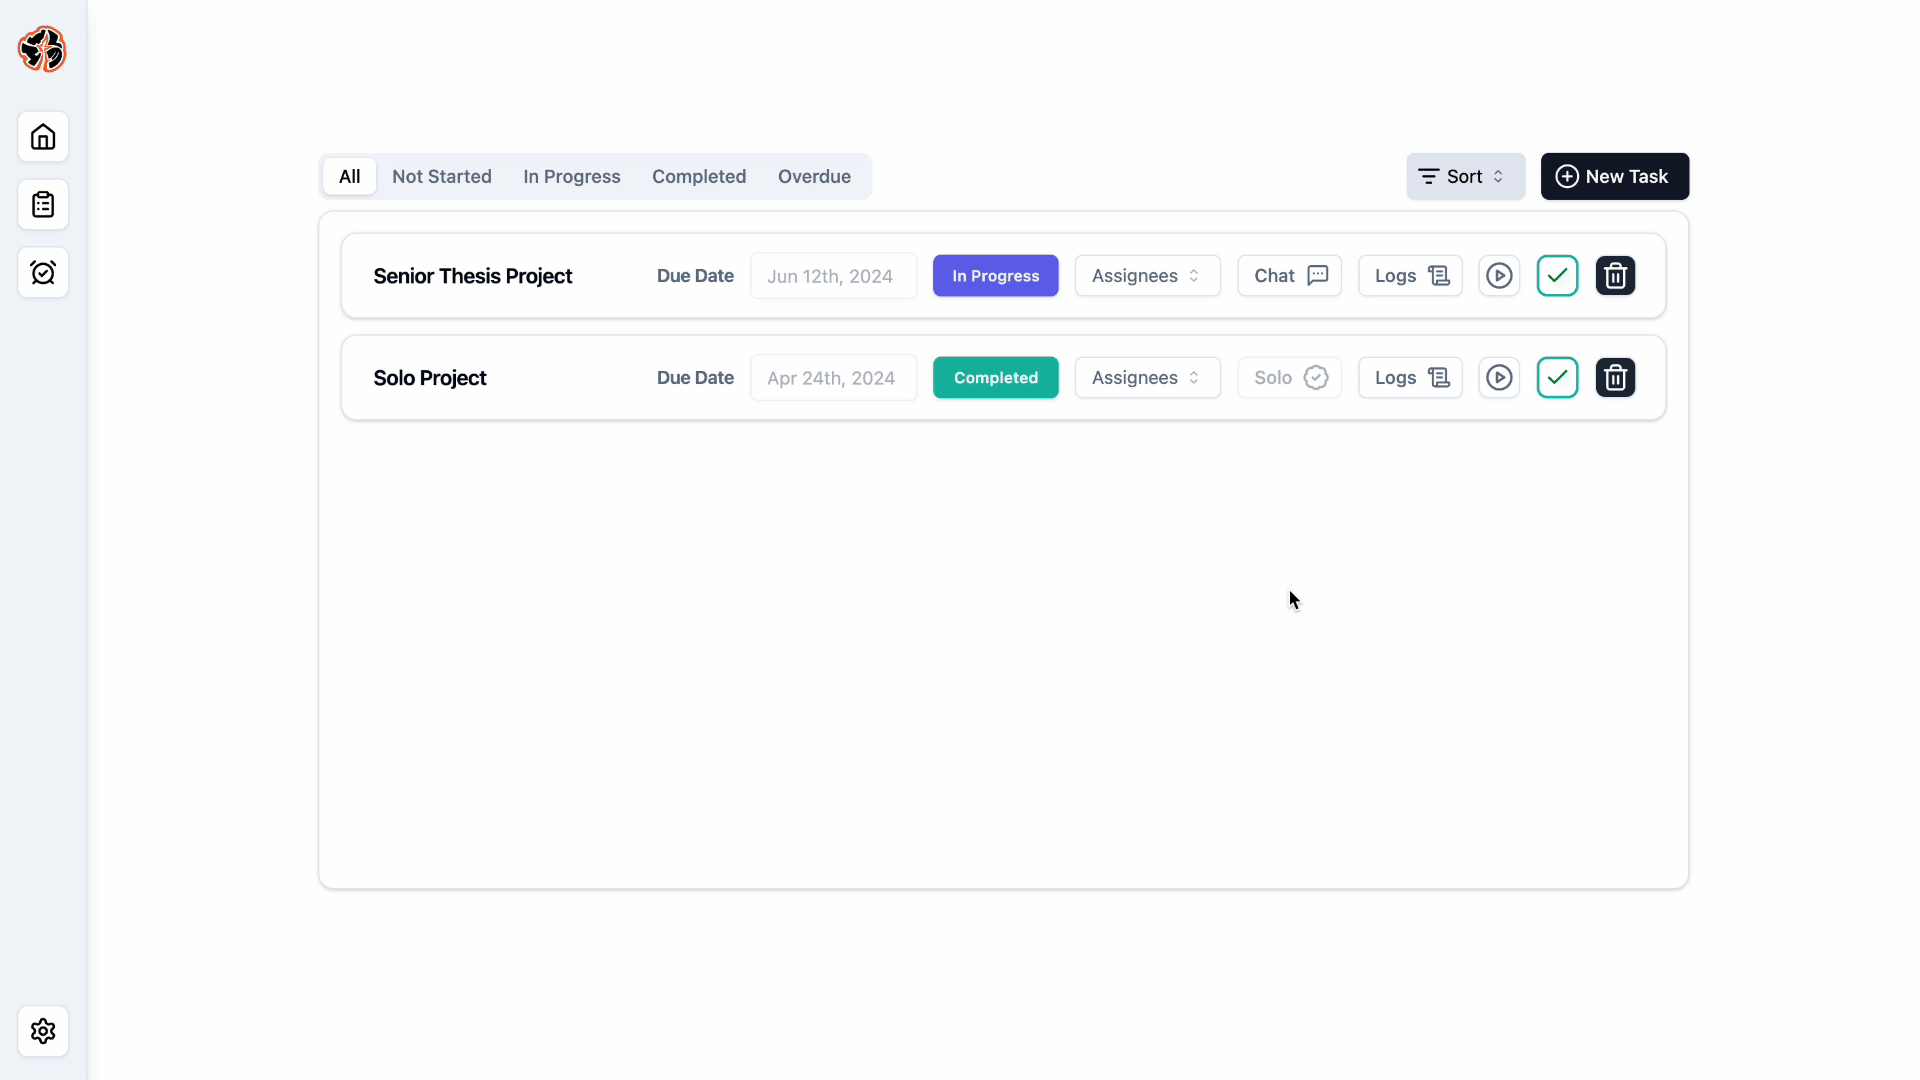 All Not Started In Progress Completed Overdue Sort New Task
Senior Thesis Project Due Date Jun 12th, 2024 In Progress Assignees Chat Logs
Solo Project Due Date Apr 24th, 2024 Completed Assignees Solo Logs